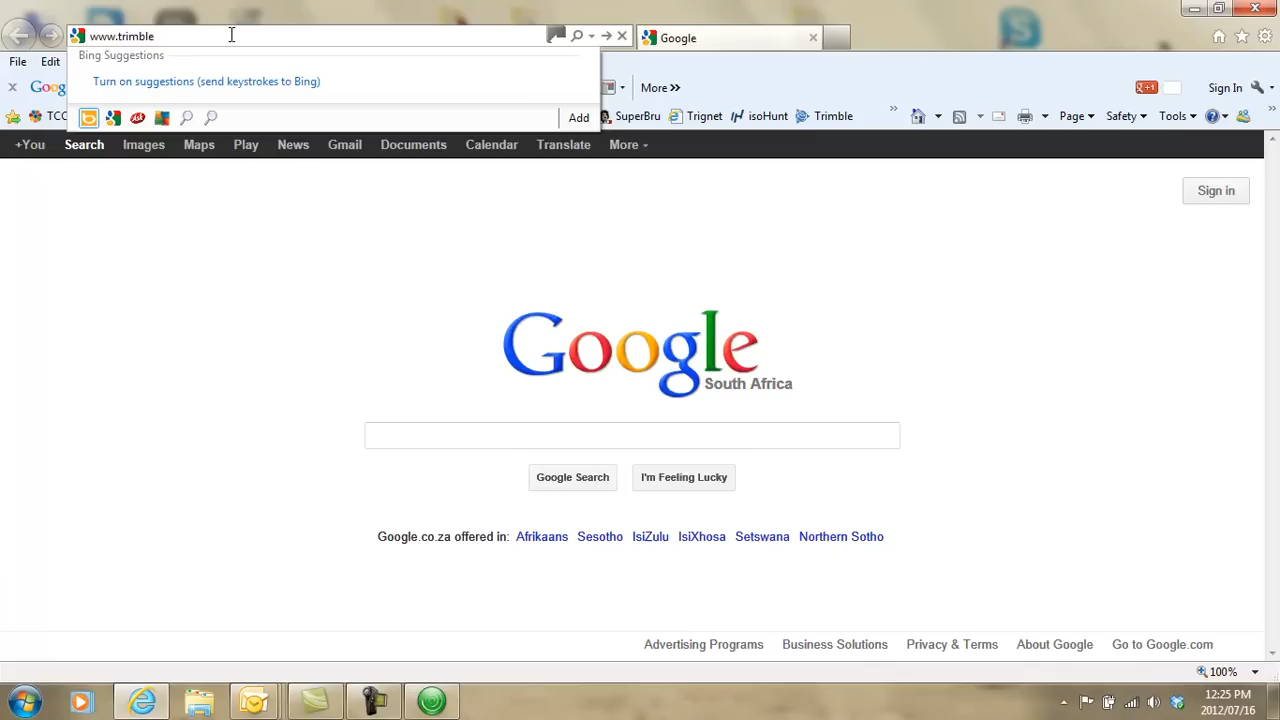 www.trimble
Google
Bing Suggestions
File Edit
Turn on suggestions (send keystrokes to Bing)
More »
+1
Sign In
TCC
Add
SuperBru
Trignet
isoHunt
Trimble
Page
Safety
Tools
+You Search Images Maps Play News Gmail Documents Calendar Translate More
Sign in
Google
South Africa
Google Search
I'm Feeling Lucky
Google.co.za offered in: Afrikaans Sesotho IsiZulu IsiXhosa Setswana Northern Sotho
Advertising Programs Business Solutions Privacy & Terms About Google Go to Google.com
100%
12:25 PM
2012/07/16